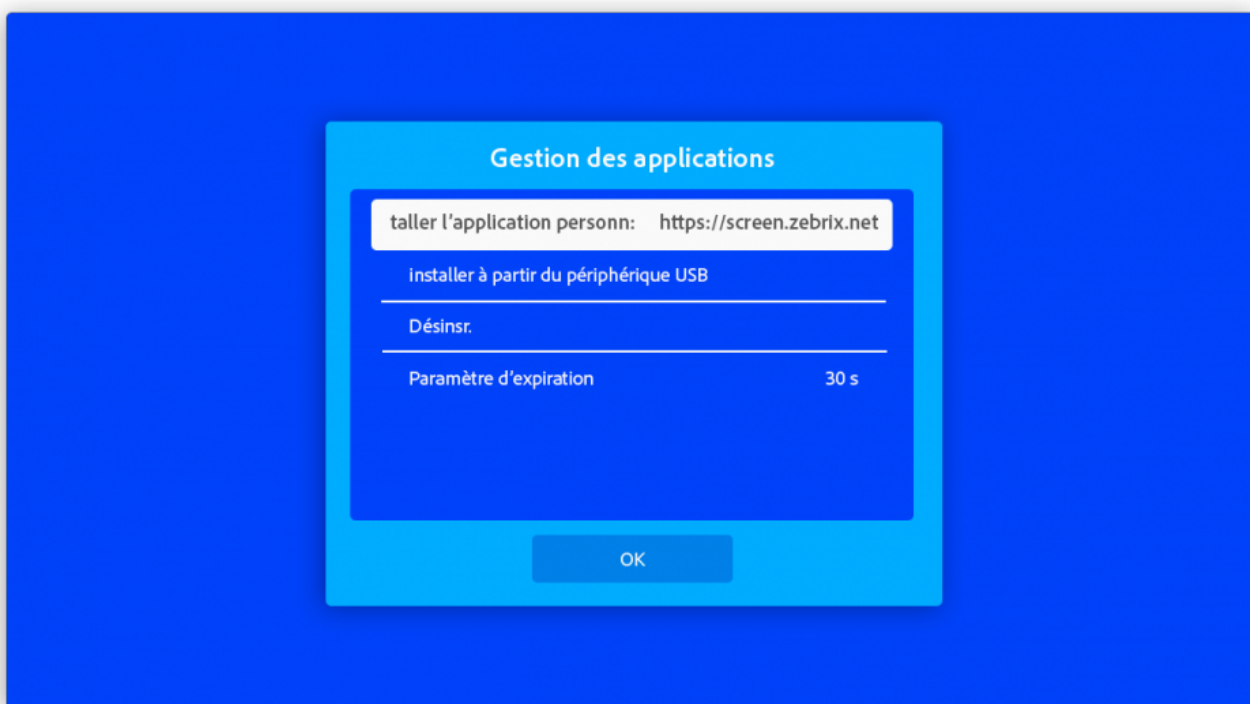 Gestion des applications
taller l'application personn: https://screen.zebrix.net
installer à partir du périphérique USB
Désinsr.
Paramètre d'expiration 30 s
OK